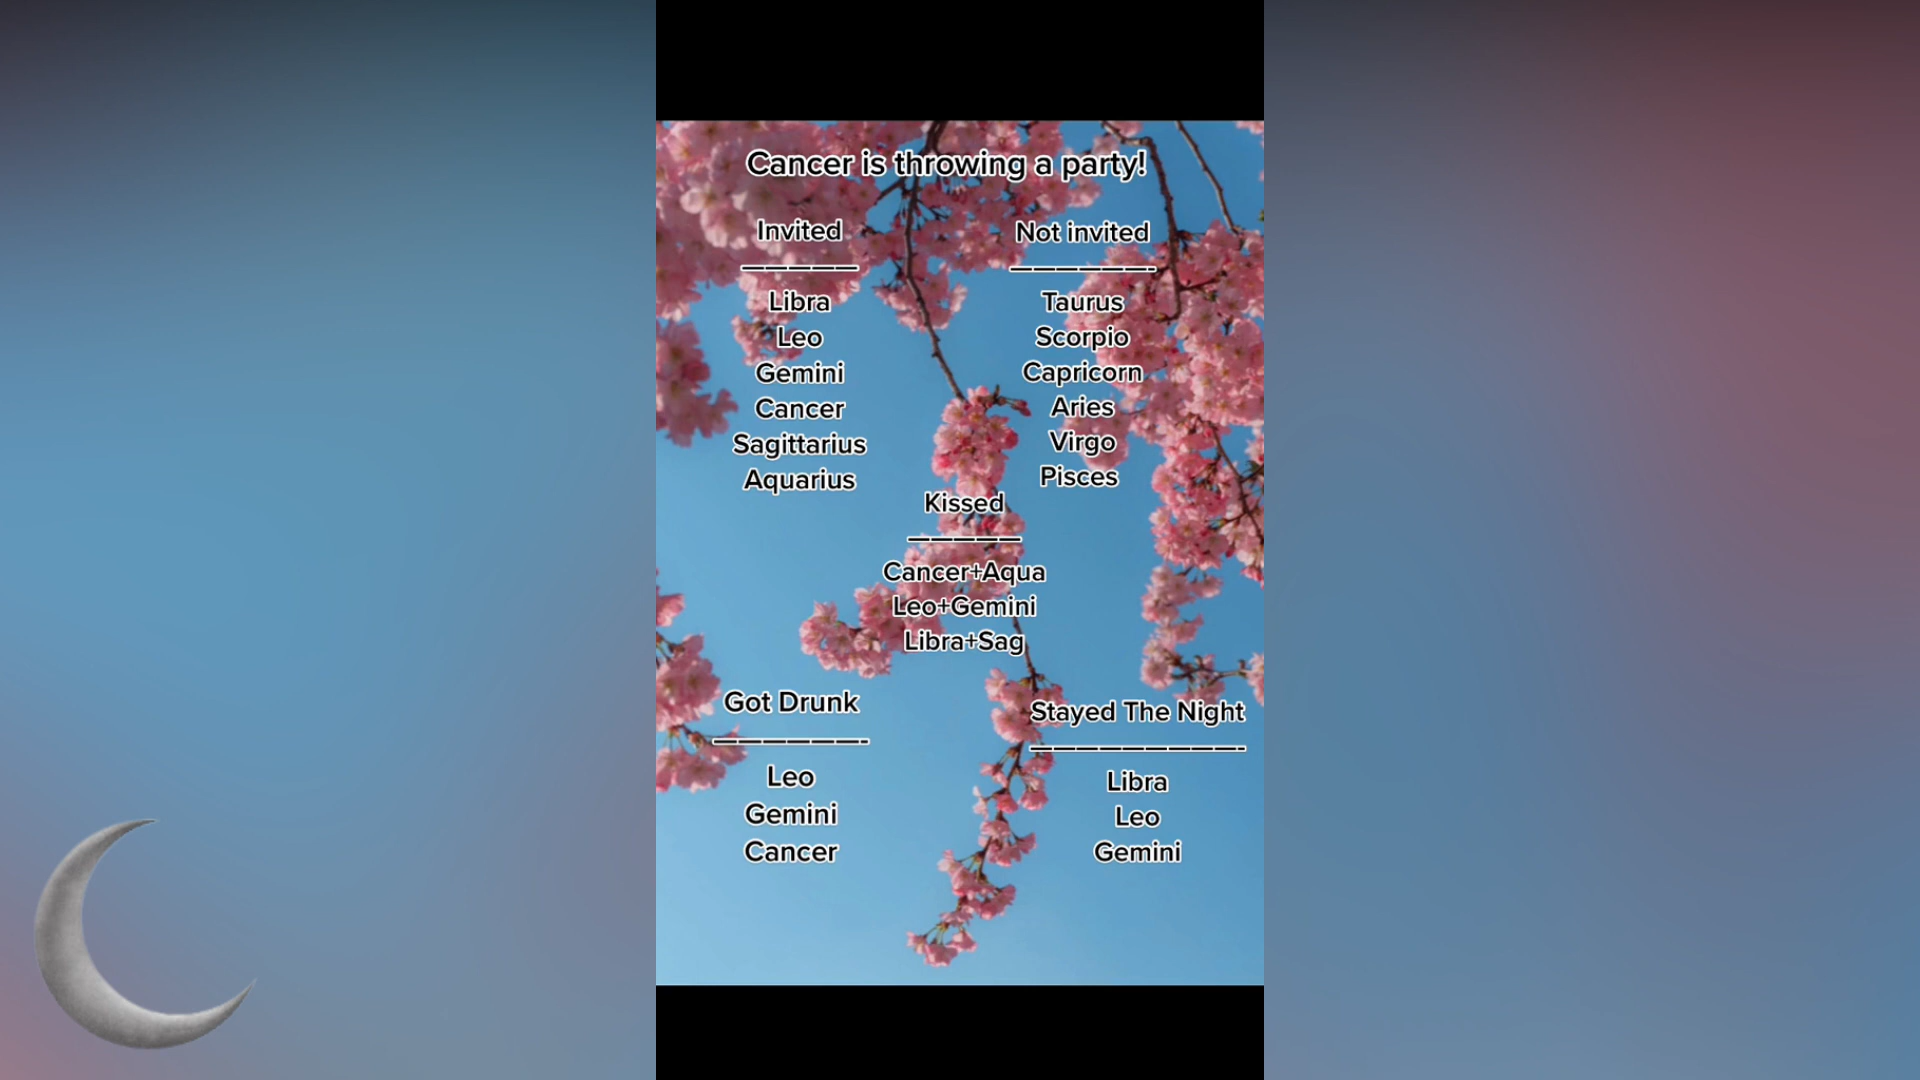 Cancer is throwing a party!
Invited
—————
Libra
Leo
Gemini
Cancer
Sagittarius
Aquarius
Not invited
——————-
Taurus
Scorpio
Capricorn
Aries
Virgo
Pisces
Kissed
—————
Cancer+Aqua
Leo+Gemini
Libra+Sag
Got Drunk
——————-
Leo
Gemini
Cancer
Stayed The Night
—————————-
Libra
Leo
Gemini